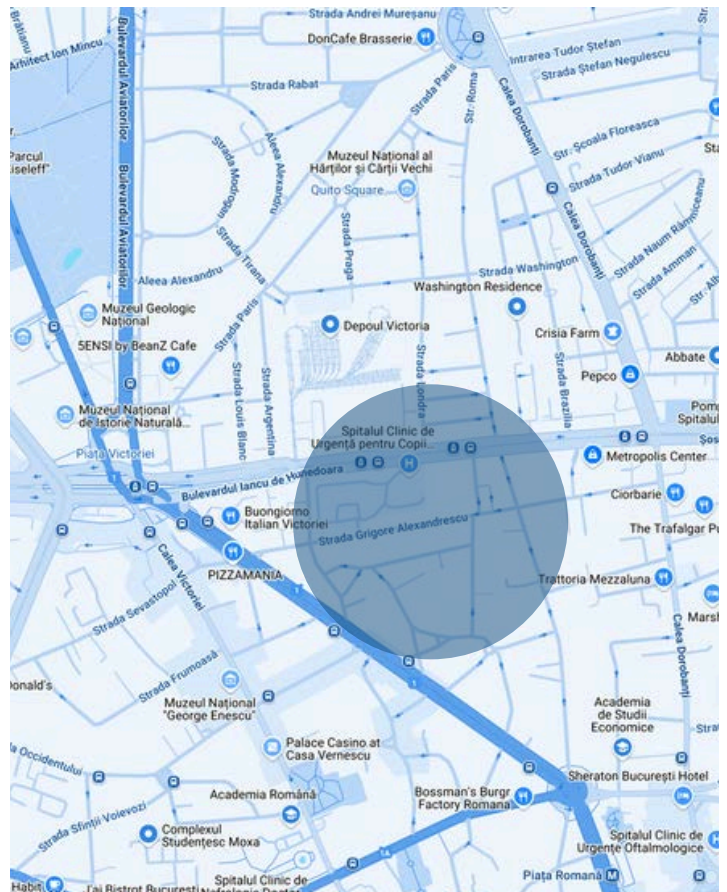 Strada Andrei Mureșanu
DonCafe Brasserie
Brătianu
Arhitect Ion Mincu
Bulevardul Aviatorilor
Intrarea Tudor Ștefan
Strada Ștefan Negulescu
Strada Paris
Str. Roma
Calea Dorobanți
Strada Rabat
Str. Școala Floreasca
Parcul
Kiseleff"
Strada Modrogan
Aleea Alexandru
Muzeul Național al
Hărților și Cărții Vechi
Quito Square...
Strada Tudor Vianu
Bulevardul Aviatorilor
Calea Dorobanți
Strada Praga
Strada Tirana
Strada Naum Râmniceanu
Strada Amman
Aleea Alexandru
Strada Washington
Washington Residence
Strada Paris
Muzeul Geologic
Național
Depoul Victoria
Crisia Farm
5ENSI by BeanZ Cafe
Abbate
Pepco
Strada Louis Blanc
Strada Argentina
Strada Londra
Strada Brazilia
Muzeul Național
de Istorie Naturală...
Spitalul Clinic de
Urgență pentru Copii...
Spitalul
Piața Victoriei
Bulevardul Iancu de Hunedoara
Metropolis Center
Buongiorno
Italian Victoriei
Ciorbarie
Strada Grigore Alexandrescu
The Trafalgar
PIZZAMANIA
Calea Victoriei
1
Trattoria Mezzaluna
Strada Sevastopol
Calea Dorobanți
Strada Frumoasă
1
Muzeul Național
"George Enescu"
Academia
de Studii
Economice
Palace Casino at
Casa Vernescu
Occidentului
Sheraton București Hotel
Academia Română
Bossman's Burgr
Factory Romana
Strada Sfinții Voievozi
Complexul
Studențesc Moxa
Spitalul Clinic de
Urgențe Oftalmologice
1A
Piața Romană
M
Spitalul Clinic de